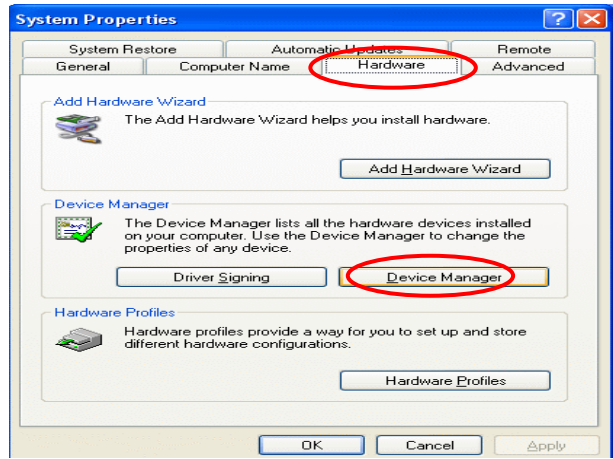 System Properties
System Restore Automatic Updates Remote
General Computer Name Hardware Advanced
Add Hardware Wizard
The Add Hardware Wizard helps you install hardware.
Add Hardware Wizard
Device Manager
The Device Manager lists all the hardware devices installed
on your computer. Use the Device Manager to change the
properties of any device.
Driver Signing Device Manager
Hardware Profiles
Hardware profiles provide a way for you to set up and store
different hardware configurations.
Hardware Profiles
OK Cancel Apply